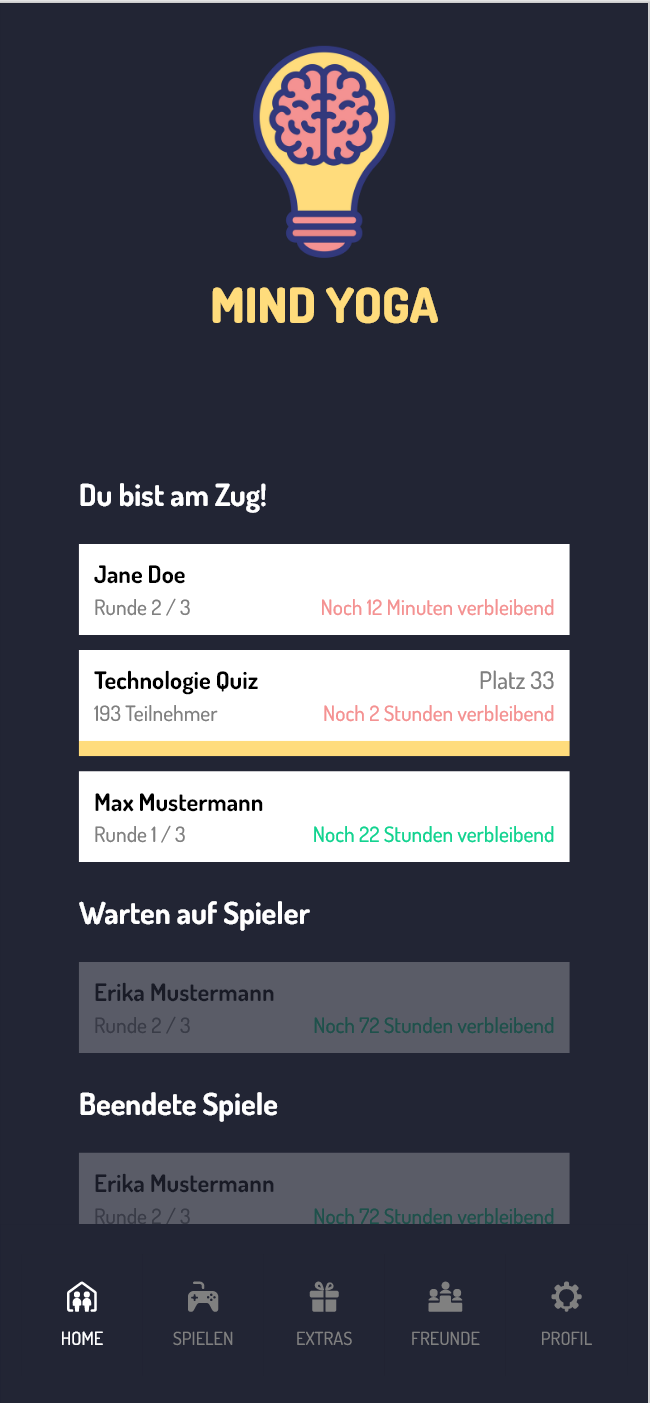 MIND YOGA
Du bist am Zug!
Jane Doe
Runde 2 / 3 Noch 12 Minuten verbleibend
Technologie Quiz Platz 33
193 Teilnehmer Noch 2 Stunden verbleibend
Max Mustermann
Runde 1 / 3 Noch 22 Stunden verbleibend
Warten auf Spieler
Erika Mustermann
Runde 2 / 3 Noch 72 Stunden verbleibend
Beendete Spiele
Erika Mustermann
Runde 2 / 3 Noch 72 Stunden verbleibend
HOME SPIELEN EXTRAS FREUNDE PROFIL